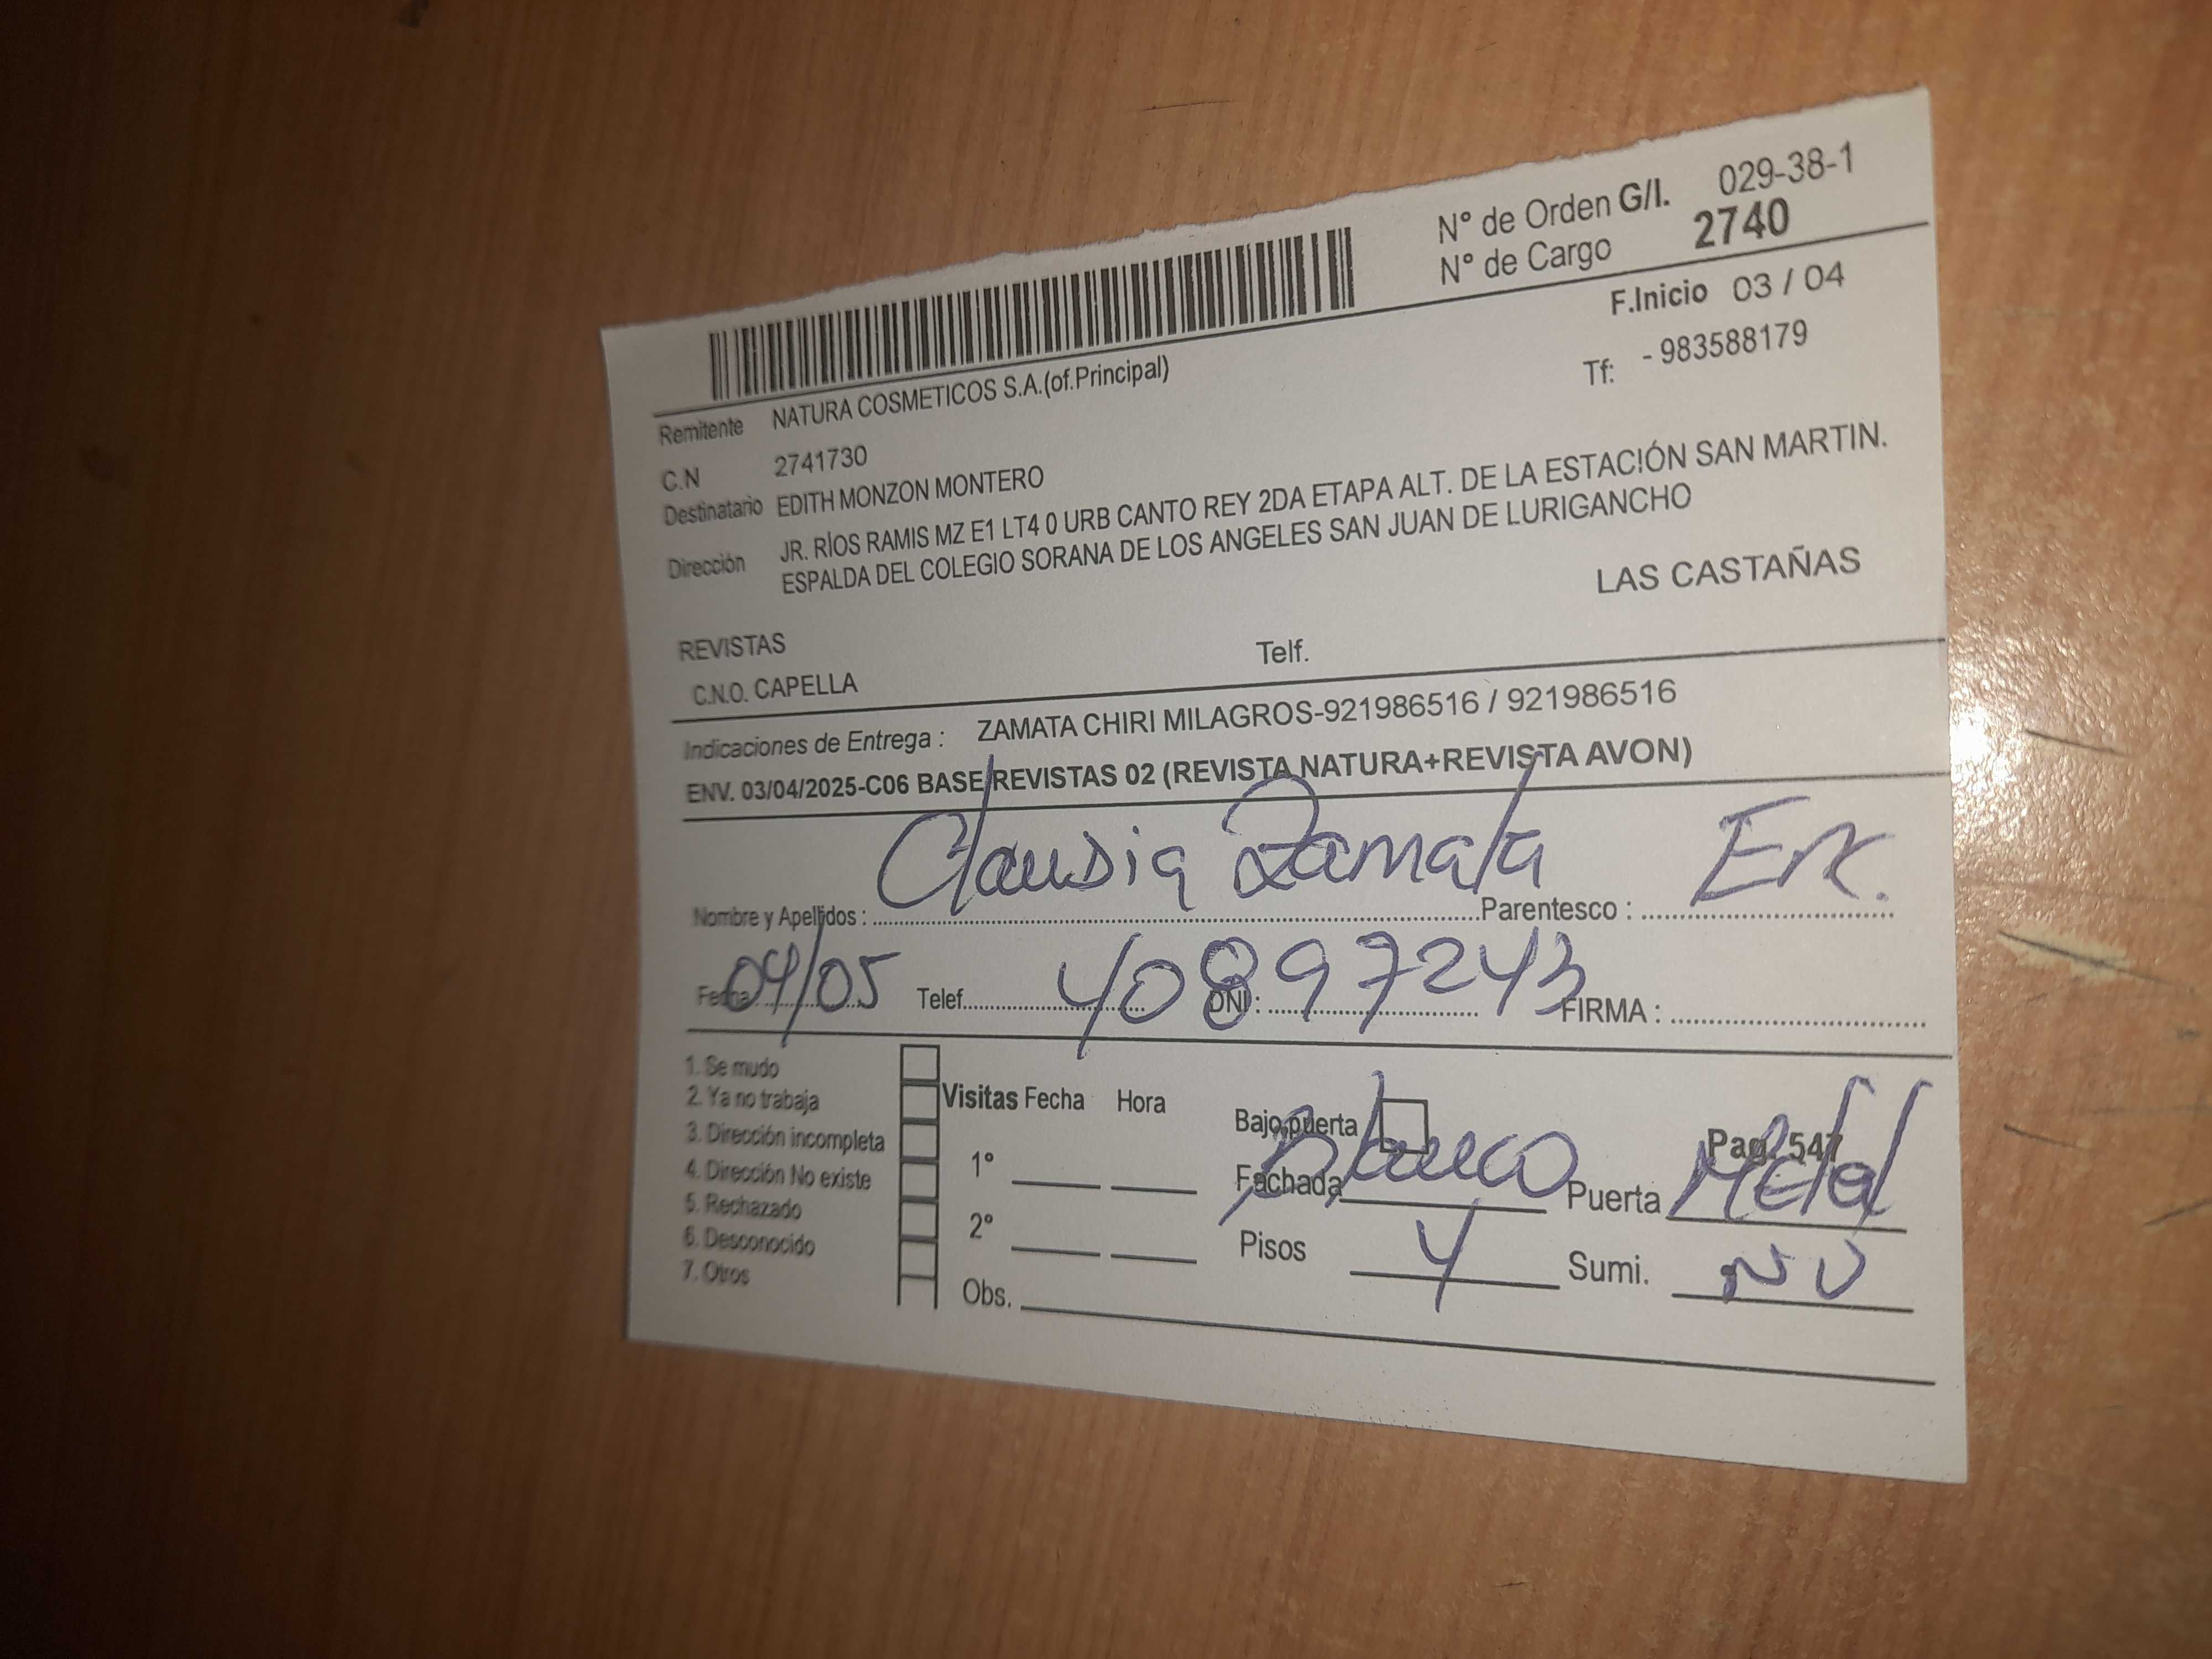 N° de Orden G/I. 029-38-1
N° de Cargo 2740
F.Inicio 03 / 04
Remitente NATURA COSMETICOS S.A.(of.Principal)
Tf: - 983588179
C.N 2741730
Destinatario EDITH MONZON MONTERO
Dirección JR. RÍOS RAMIS MZ E1 LT4 0 URB CANTO REY 2DA ETAPA ALT. DE LA ESTACIÓN SAN MARTIN.
ESPALDA DEL COLEGIO SORANA DE LOS ANGELES SAN JUAN DE LURIGANCHO
LAS CASTAÑAS
REVISTAS
C.N.O. CAPELLA Telf.
Indicaciones de Entrega : ZAMATA CHIRI MILAGROS-921986516 / 921986516
ENV. 03/04/2025-C06 BASE REVISTAS 02 (REVISTA NATURA+REVISTA AVON)
Nombre y Apellidos : Claudia Zamata Parentesco :
Fecha: 04/05 Telef. DNI : 40897243 FIRMA :
1. Se mudo
2. Ya no trabaja
3. Dirección incompleta
4. Dirección No existe
5. Rechazado
6. Desconocido
7. Otros
Visitas Fecha Hora
1°
2°
Obs.
Bajo puerta Pag. 547
Fachada blanco Puerta Metal
Pisos 4 Sumi.